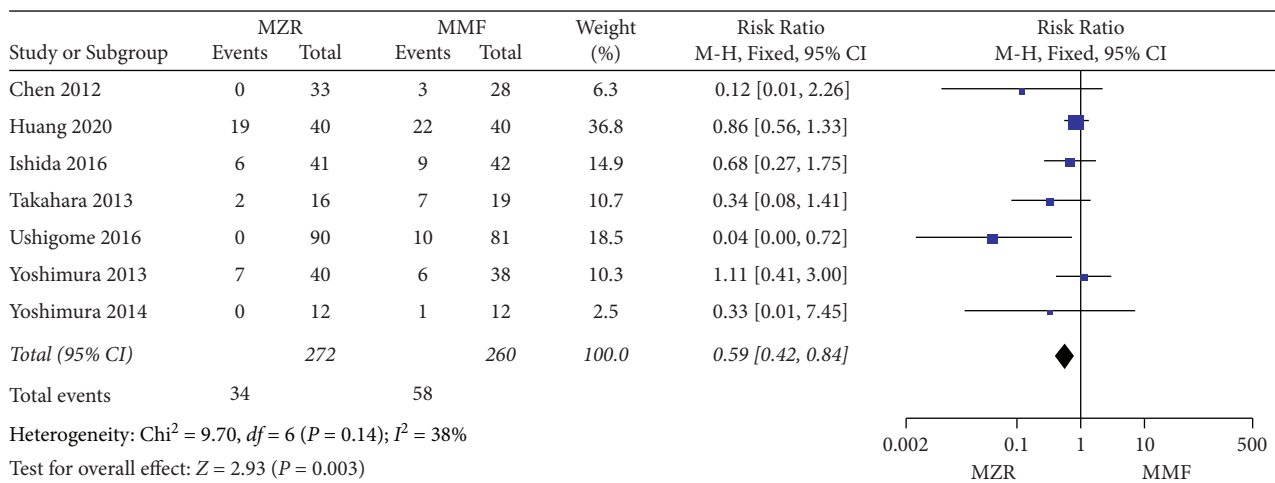 MZR MMF Weight Risk Ratio Risk Ratio
Study or Subgroup Events Total Events Total (%) M-H, Fixed, 95% CI M-H, Fixed, 95% CI
Chen 2012 0 33 3 28 6.3 0.12 [0.01, 2.26]
Huang 2020 19 40 22 40 36.8 0.86 [0.56, 1.33]
Ishida 2016 6 41 9 42 14.9 0.68 [0.27, 1.75]
Takahara 2013 2 16 7 19 10.7 0.34 [0.08, 1.41]
Ushigome 2016 0 90 10 81 18.5 0.04 [0.00, 0.72]
Yoshimura 2013 7 40 6 38 10.3 1.11 [0.41, 3.00]
Yoshimura 2014 0 12 1 12 2.5 0.33 [0.01, 7.45]
Total (95% CI) 272 260 100.0 0.59 [0.42, 0.84]
Total events 34 58
Heterogeneity: Chi² = 9.70, df = 6 (P = 0.14); I² = 38%
Test for overall effect: Z = 2.93 (P = 0.003)
0.002 0.1 1 10 500
MZR MMF